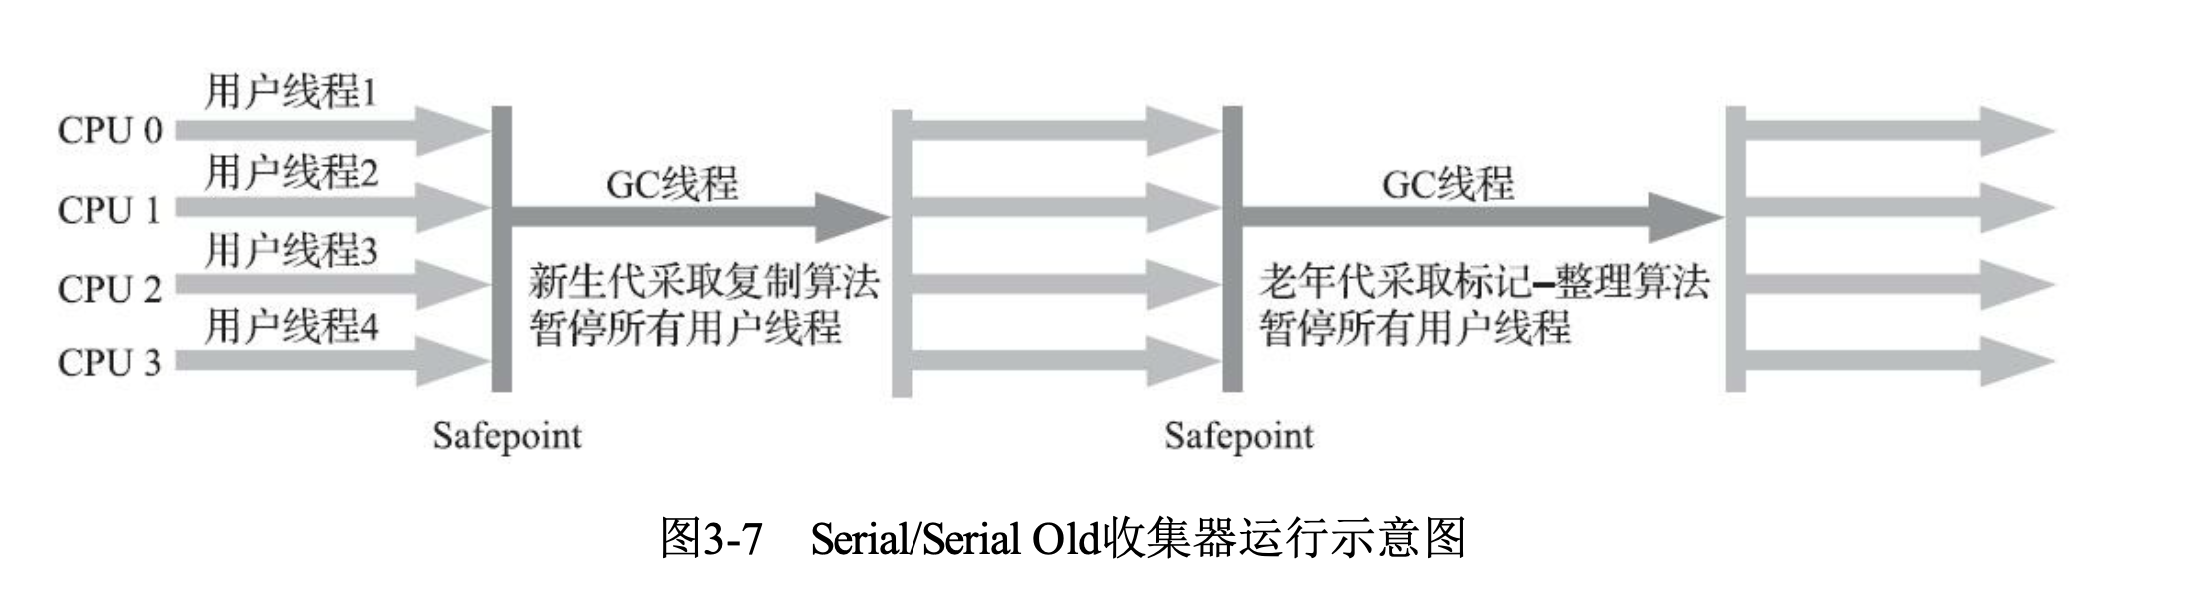 用户线程1
CPU 0
用户线程2
CPU 1
用户线程3
CPU 2
用户线程4
CPU 3
Safepoint
GC线程
新生代采取复制算法
暂停所有用户线程
Safepoint
GC线程
老年代采取标记–整理算法
暂停所有用户线程
图3-7 Serial/Serial Old收集器运行示意图